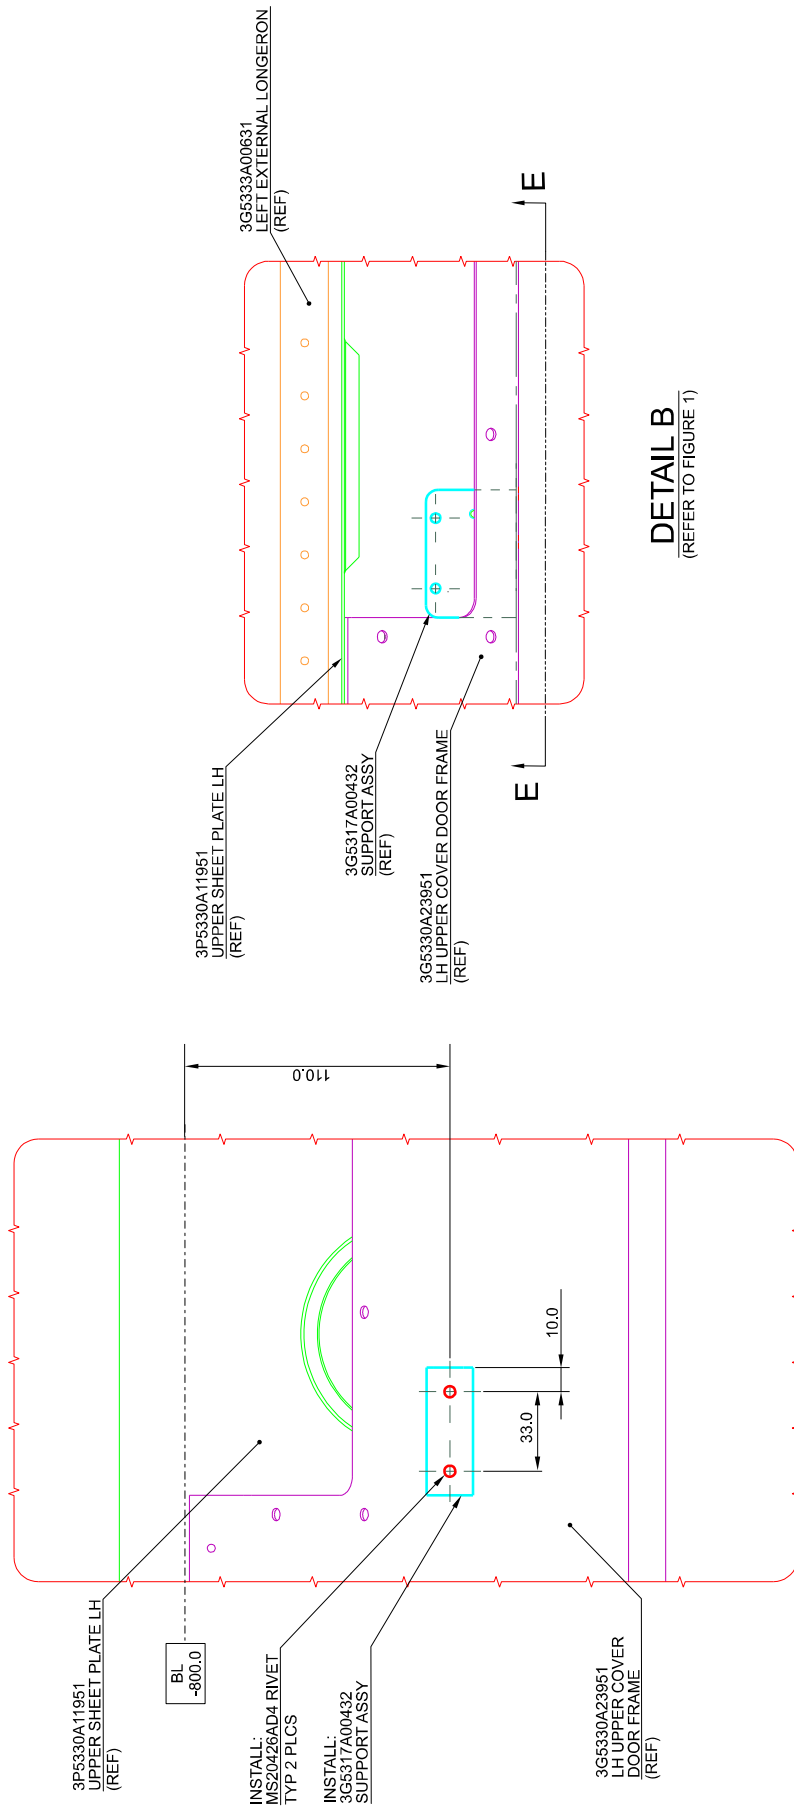 3G5333A00631
LEFT EXTERNAL LONGERON
(REF)
3P5330A11951
UPPER SHEET PLATE LH
(REF)
3G5317A00432
SUPPORT ASSY
(REF)
3G5330A23951
LH UPPER COVER DOOR FRAME
(REF)
E
E
DETAIL B
(REFER TO FIGURE 1)
3P5330A11951
UPPER SHEET PLATE LH
(REF)
BL
-800.0
INSTALL:
MS20426AD4 RIVET
TYP 2 PLCS
INSTALL:
3G5317A00432
SUPPORT ASSY
3G5330A23951
LH UPPER COVER
DOOR FRAME
(REF)
110.0
33.0
10.0